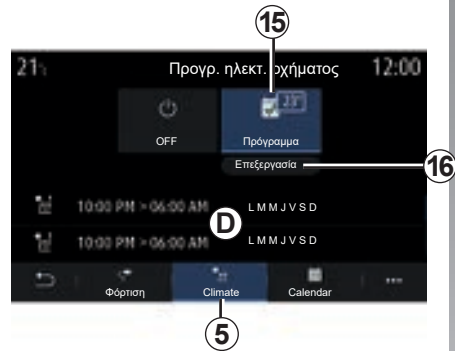 15
21
Προγρ. ηλεκτ. οχήματος
12:00
23°
OFF
Πρόγραμμα
Επεξεργασία
16
10:00 PM > 06:00 AM
L M M J V S D
D
10:00 PM > 06:00 AM
L M M J V S D
Φόρτιση
Climate
Calendar
5